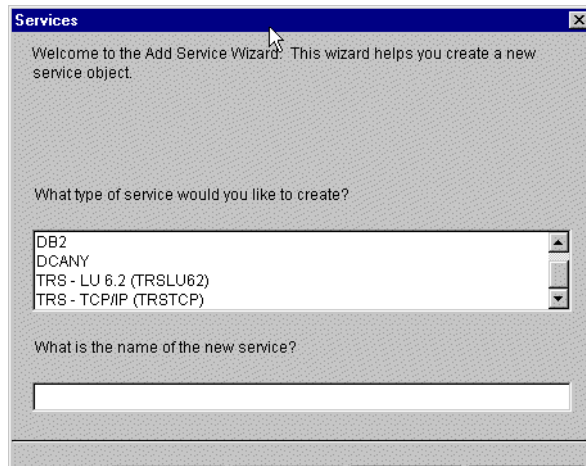 Services
Welcome to the Add Service Wizard. This wizard helps you create a new
service object.
What type of service would you like to create?
DB2
DCANY
TRS - LU 6.2 (TRSLU62)
TRS - TCP/IP (TRSTCP)
What is the name of the new service?